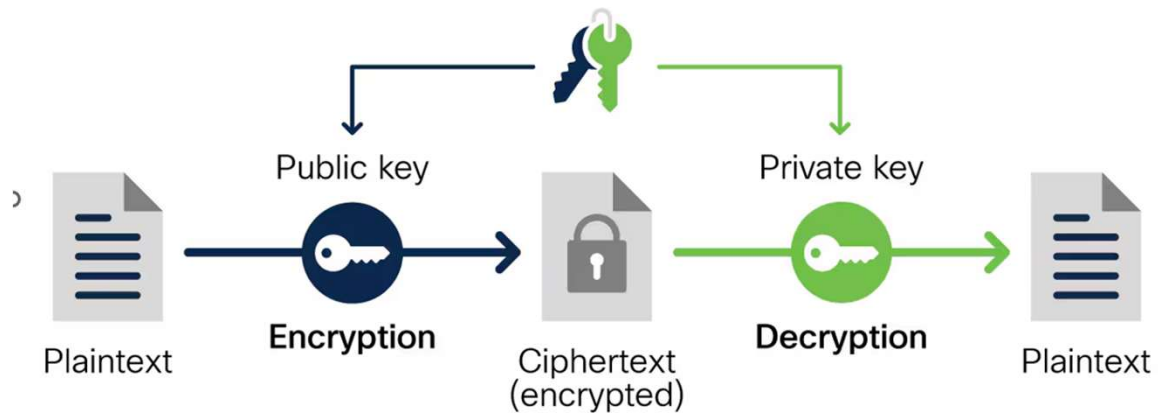 Public key
Private key
Encryption
Decryption
Plaintext
Ciphertext
(encrypted)
Plaintext